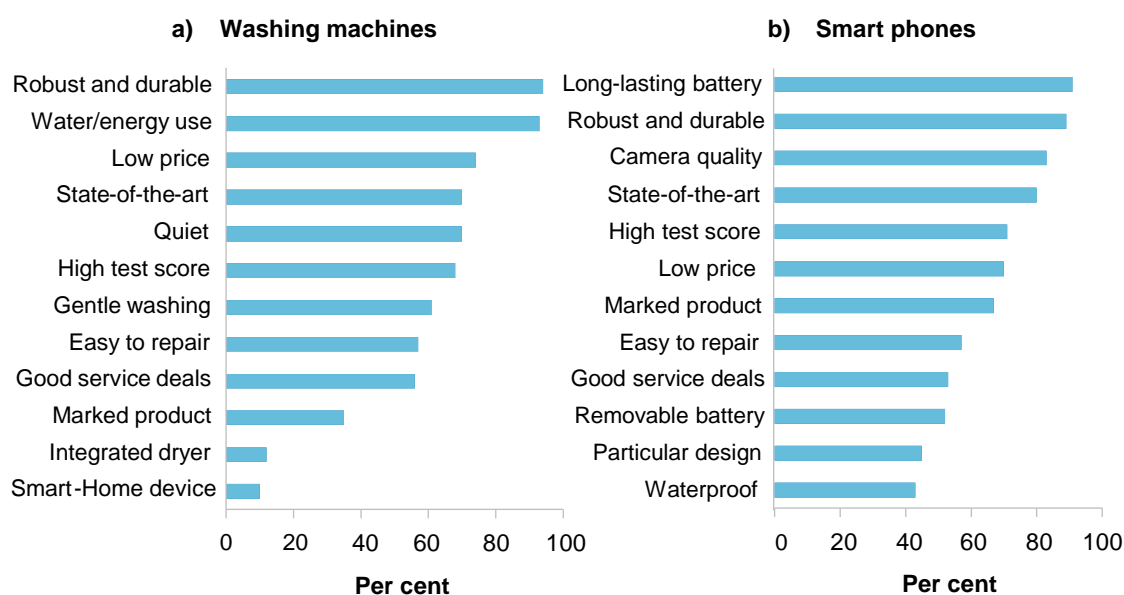 a) Washing machines
Robust and durable
Water/energy use
Low price
State-of-the-art
Quiet
High test score
Gentle washing
Easy to repair
Good service deals
Marked product
Integrated dryer
Smart-Home device
0 20 40 60 80 100
Per cent
b) Smart phones
Long-lasting battery
Robust and durable
Camera quality
State-of-the-art
High test score
Low price
Marked product
Easy to repair
Good service deals
Removable battery
Particular design
Waterproof
0 20 40 60 80 100
Per cent